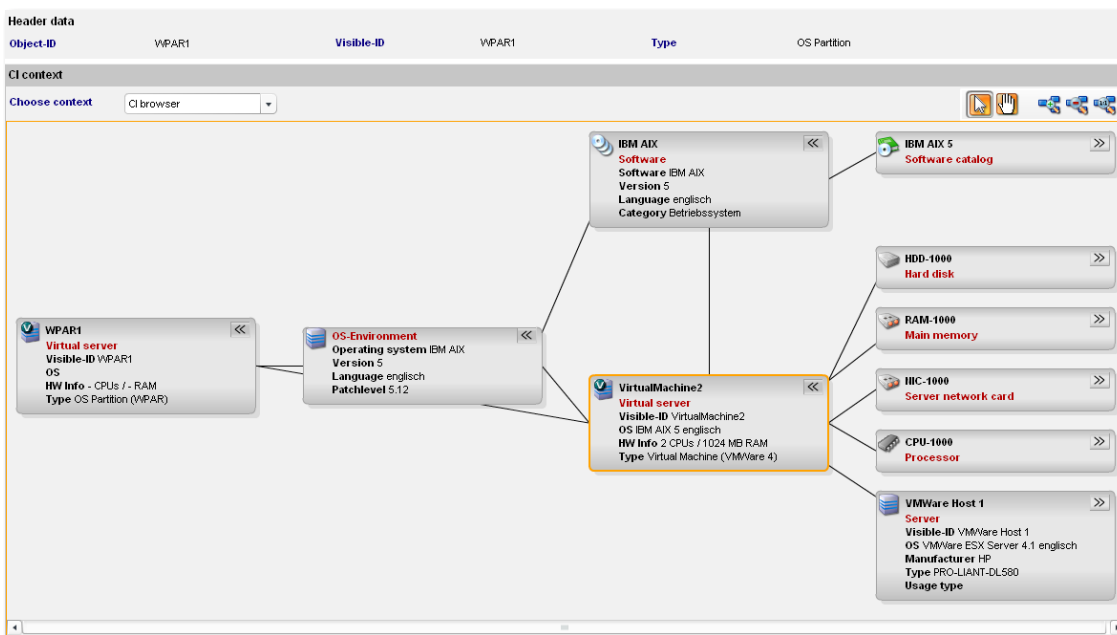 Header data
Object-ID WPAR1 Visible-ID WPAR1 Type OS Partition
CI context
Choose context CI browser
WPAR1
Virtual server
Visible-ID WPAR1
OS
HW Info - CPUs / - RAM
Type OS Partition (WPAR)
OS-Environment
Operating system IBM AIX
Version 5
Language englisch
Patchlevel 5.12
IBM AIX
Software
Software IBM AIX
Version 5
Language englisch
Category Betriebssystem
VirtualMachine2
Virtual server
Visible-ID VirtualMachine2
OS IBM AIX 5 englisch
HW Info 2 CPUs / 1024 MB RAM
Type Virtual Machine (VMWare 4)
IBM AIX 5
Software catalog
HDD-1000
Hard disk
RAM-1000
Main memory
NIC-1000
Server network card
CPU-1000
Processor
VMWare Host 1
Server
Visible-ID VMWare Host 1
OS VMWare ESX Server 4.1 englisch
Manufacturer HP
Type PRO-LIANT-DL580
Usage type